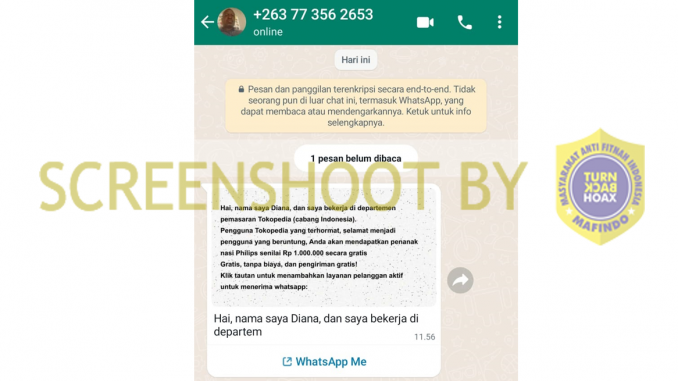 +263 77 356 2653
online
Hari ini
Pesan dan panggilan terenkripsi secara end-to-end. Tidak
seorang pun di luar chat ini, termasuk WhatsApp, yang
dapat membaca atau mendengarkannya. Ketuk untuk info
selengkapnya.
1 pesan belum dibaca
SCREENSHOOT BY
MASYARAKAT ANTI FITNAH INDONESIA
TURN
BACK
HOAX
MAFINDO
Hai, nama saya Diana, dan saya bekerja di departemen
pemasaran Tokopedia (cabang Indonesia).
Pengguna Tokopedia yang terhormat, selamat menjadi
pengguna yang beruntung, Anda akan mendapatkan penanak
nasi Philips senilai Rp 1.000.000 secara gratis
Gratis, tanpa biaya, dan pengiriman gratis!
Klik tautan untuk menambahkan layanan pelanggan aktif
untuk menerima whatsapp:
Hai, nama saya Diana, dan saya bekerja di
departem
11.56
WhatsApp Me